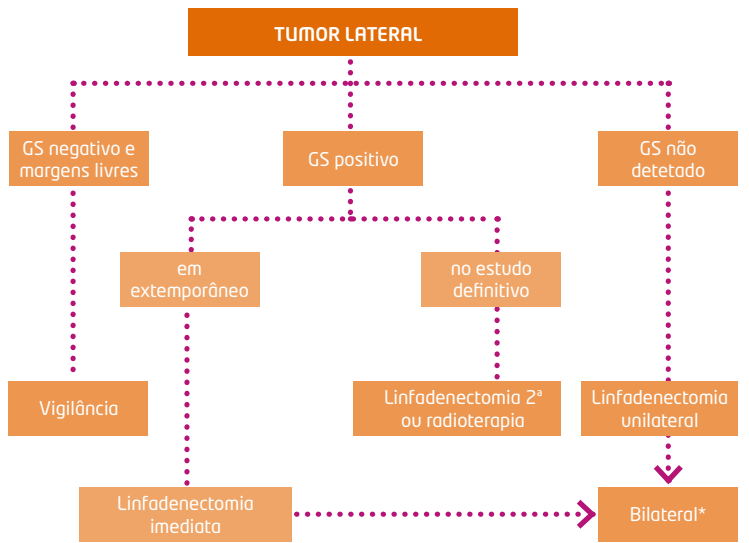 TUMOR LATERAL
GS negativo e
margens livres
GS positivo
GS não
detetado
em
extemporâneo
no estudo
definitivo
Vigilância
Linfadenectomia 2ª
ou radioterapia
Linfadenectomia
unilateral
Linfadenectomia
imediata
Bilateral*